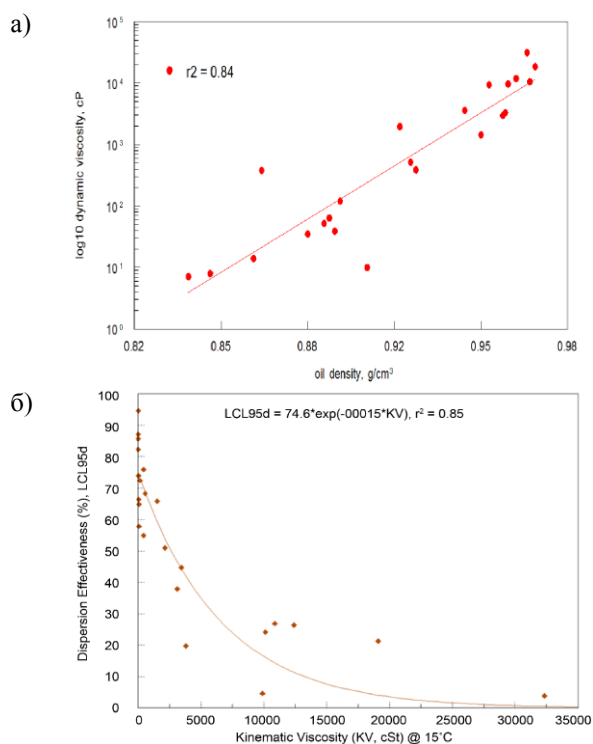 а)
10⁵
10⁴
10³
10²
10¹
10⁰
log10 dynamic viscosity, cP
r2 = 0.84
0.82 0.85 0.88 0.92 0.95 0.98
oil density, g/cm³
б)
100
90
80
70
60
50
40
30
20
10
0
Dispersion Effectiveness (%), LCL95d
LCL95d = 74.6*exp(-00015*KV), r² = 0.85
0 5000 10000 15000 20000 25000 30000 35000
Kinematic Viscosity (KV, cSt) @ 15˚C